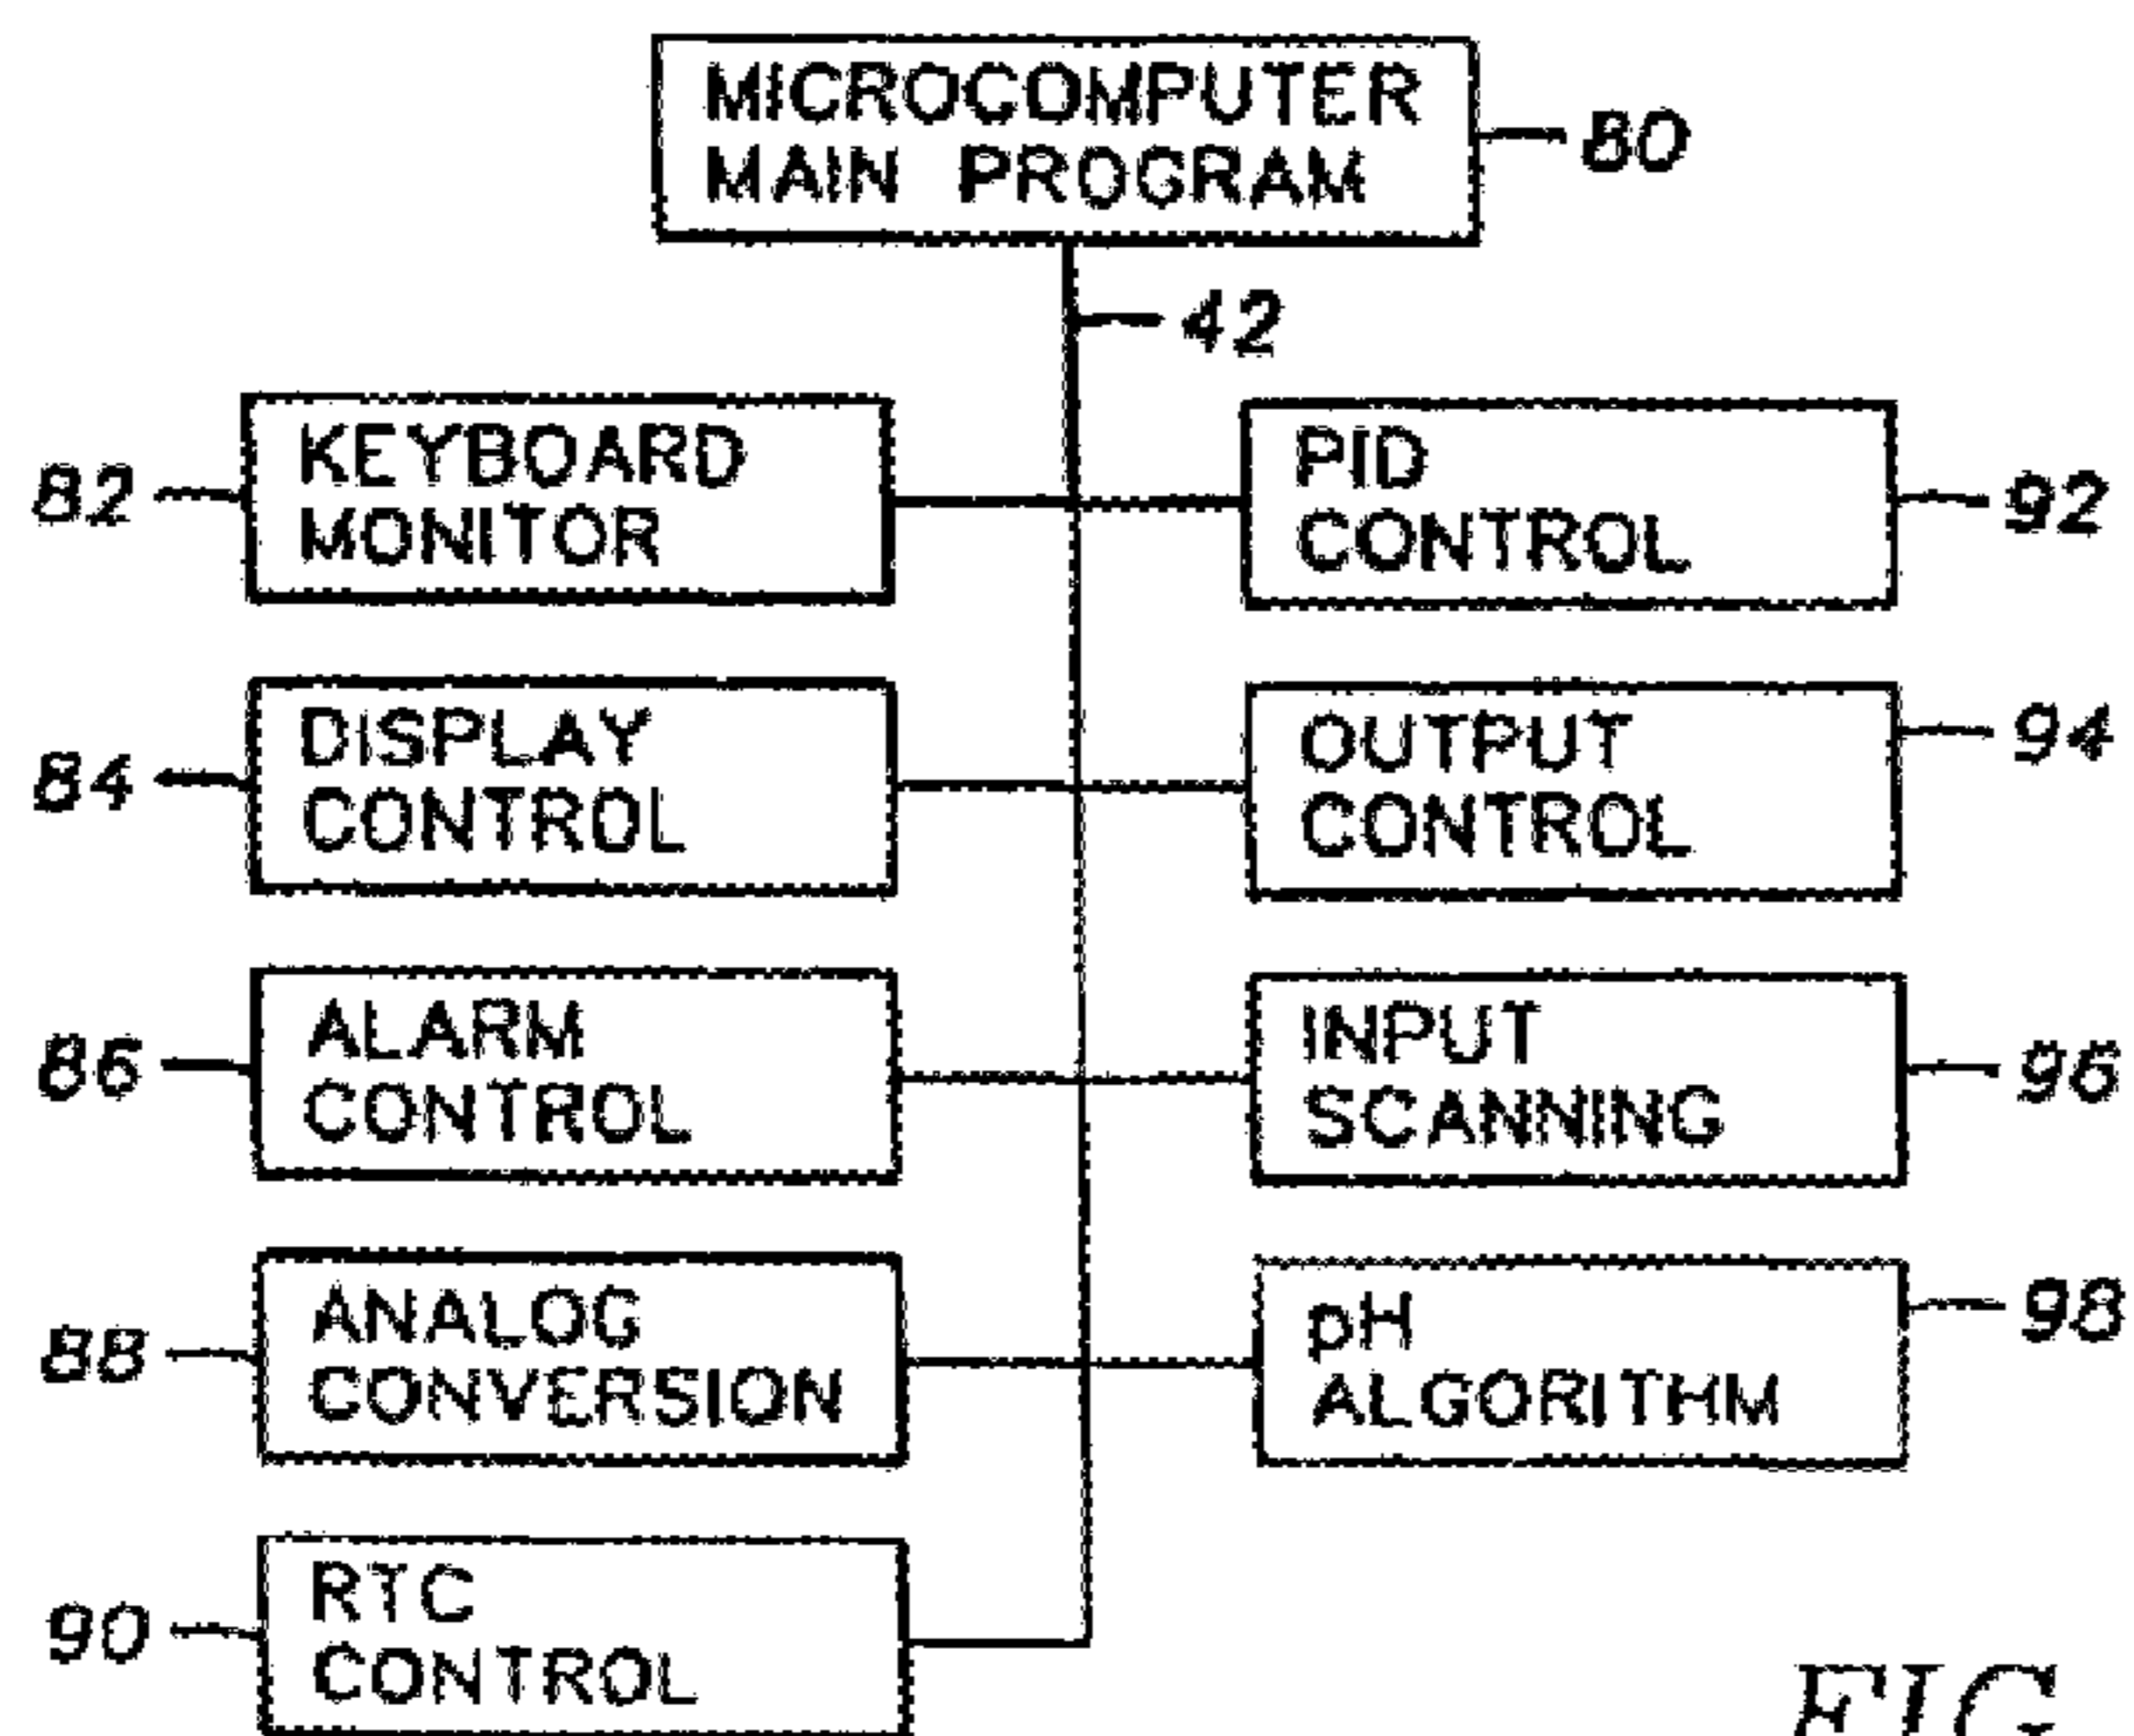 MICROCOMPUTER
MAIN PROGRAM
80
42
82
KEYBOARD
MONITOR
PID
CONTROL
92
84
DISPLAY
CONTROL
OUTPUT
CONTROL
94
86
ALARM
CONTROL
INPUT
SCANNING
96
88
ANALOG
CONVERSION
pH
ALGORITHM
98
90
RTC
CONTROL
FIG